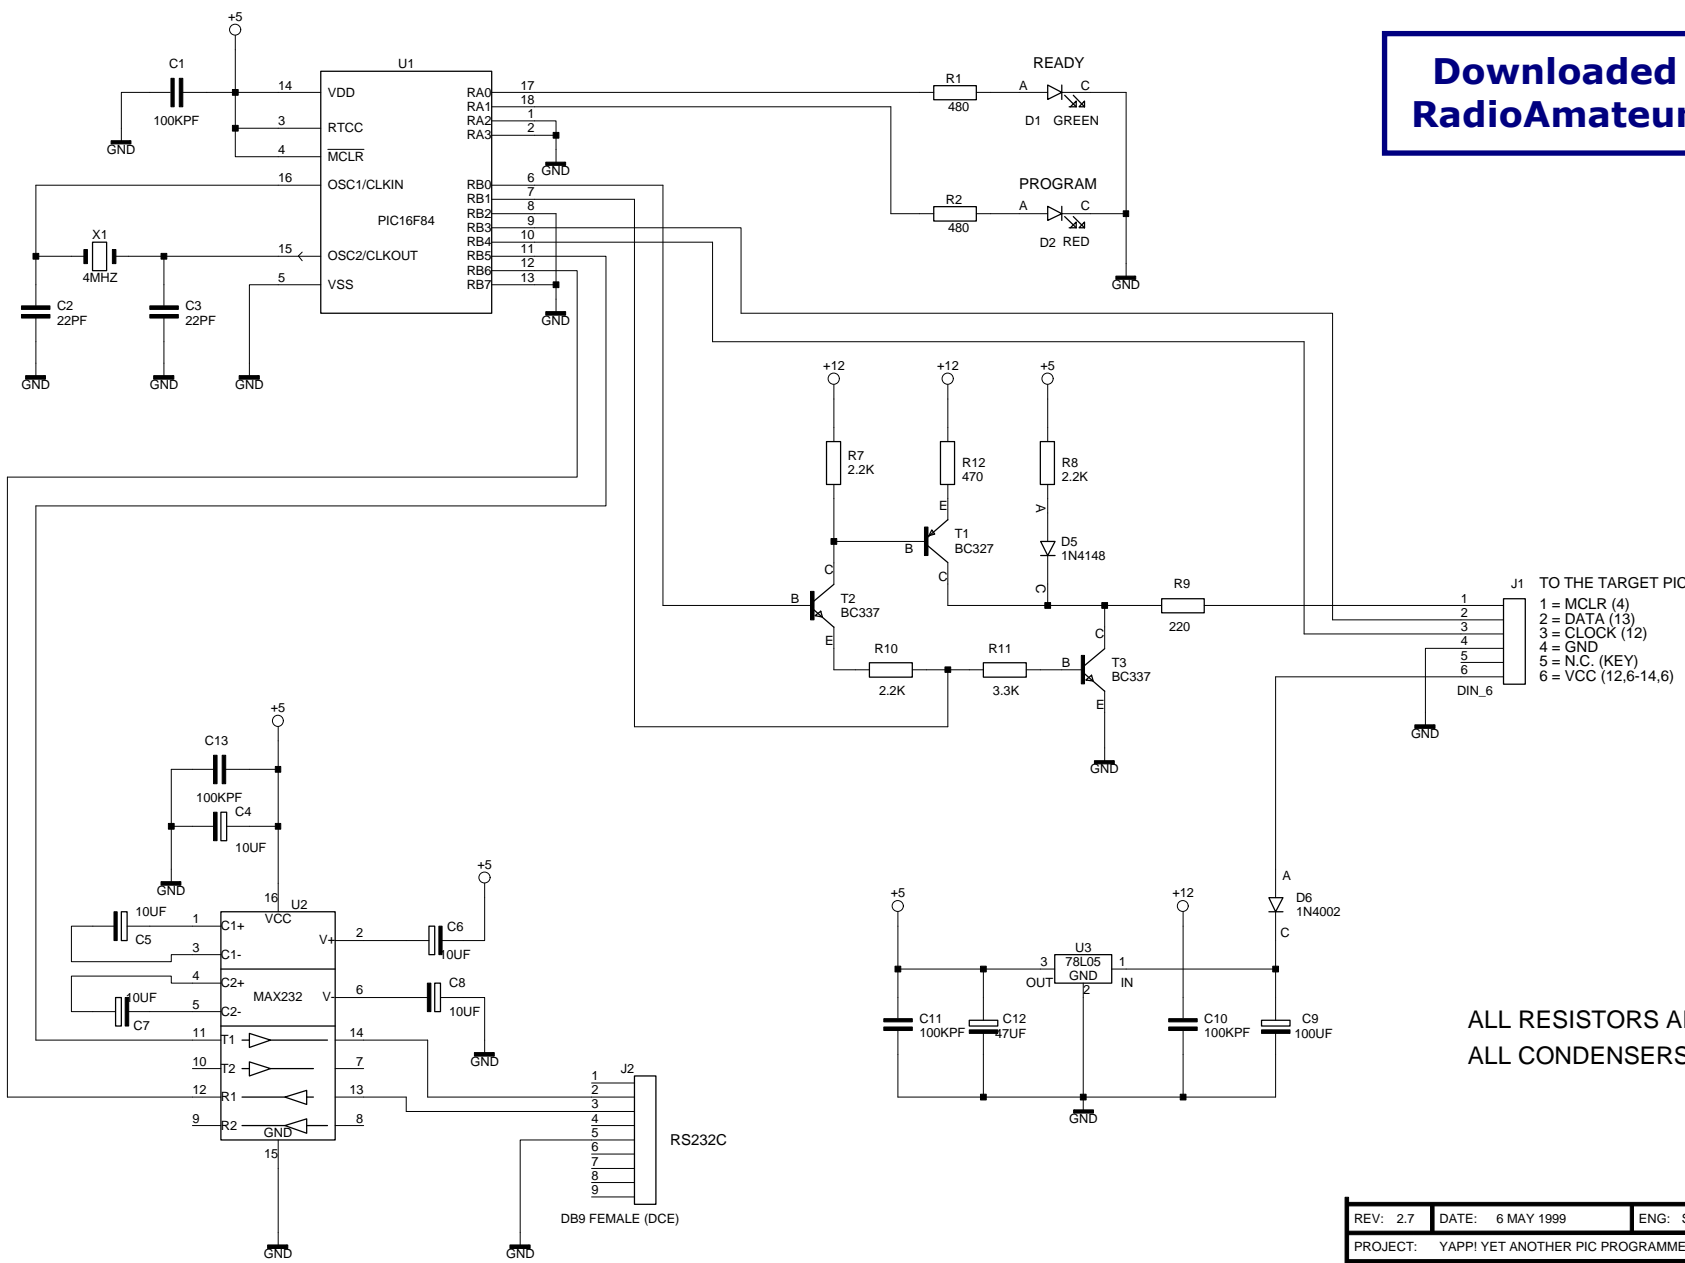 +5
C1
100KPF
GND
U1
14
VDD
3
RTCC
4
MCLR
16
OSC1/CLKIN
PIC16F84
15
OSC2/CLKOUT
5
VSS
RA0
17
RA1
18
RA2
1
RA3
2
GND
RB0
6
RB1
7
RB2
8
RB3
9
RB4
10
RB5
11
RB6
12
RB7
13
GND
X1
4MHZ
C2
22PF
C3
22PF
GND
GND
GND
READY
R1
480
A
C
D1 GREEN
PROGRAM
R2
480
A
C
D2 RED
GND
Downloaded
RadioAmateur
+12
+12
+5
R7
2.2K
R12
470
R8
2.2K
E
A
B
T1
BC327
D5
1N4148
C
C
C
B
T2
BC337
E
R9
220
R10
2.2K
R11
3.3K
C
B
T3
BC337
E
GND
J1 TO THE TARGET PIC
1
2
3
4
5
6
1 = MCLR (4)
2 = DATA (13)
3 = CLOCK (12)
4 = GND
5 = N.C. (KEY)
6 = VCC (12,6-14,6)
DIN_6
GND
+5
C13
100KPF
C4
10UF
GND
16
U2
VCC
10UF
C5
1
C1+
3
C1-
4
C2+
5
C2-
10UF
C7
MAX232
V+
2
V-
6
+5
C6
10UF
C8
10UF
GND
11
T1
14
10
T2
7
12
R1
13
9
R2
8
GND
15
GND
J2
1
2
3
4
5
6
7
8
9
RS232C
DB9 FEMALE (DCE)
GND
A
D6
1N4002
C
+5
+12
U3
78L05
GND
3
OUT
2
1
IN
C11
100KPF
C12
47UF
C10
100KPF
C9
100UF
GND
ALL RESISTORS
ALL CONDENSERS
REV: 2.7
DATE: 6 MAY 1999
ENG:
PROJECT: YAPP! YET ANOTHER PIC PROGRAMME